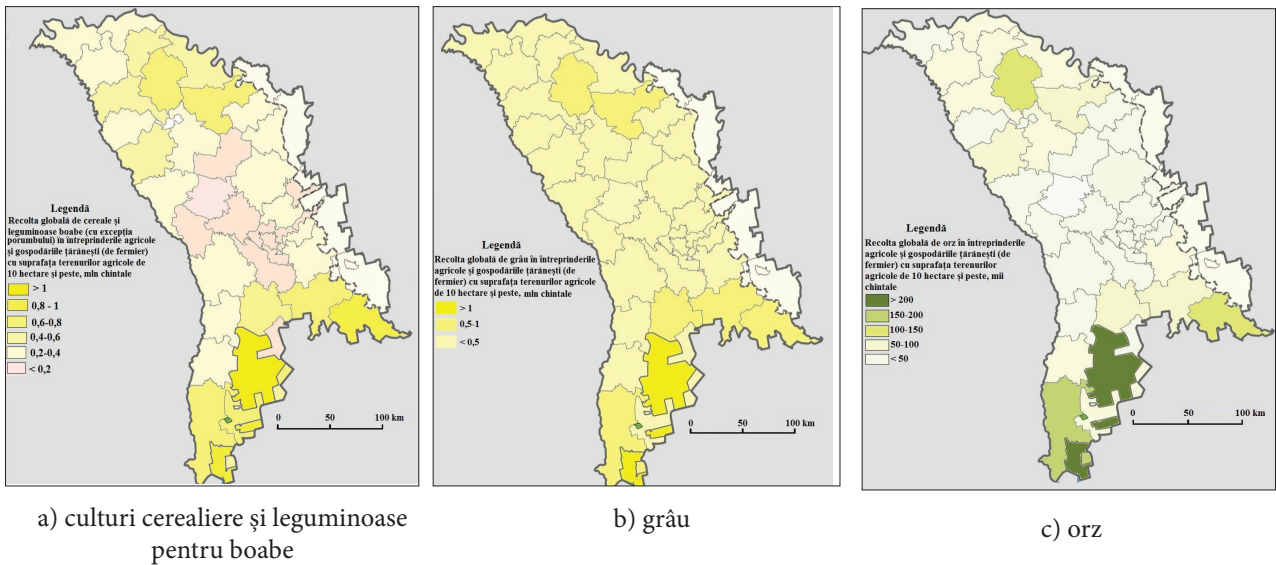 Legendă
Recolta globală de cereale și
leguminoase boabe (cu excepția
porumbului) în întreprinderile agricole
și gospodăriile țărănești (de fermier)
cu suprafața terenurilor agricole de
10 hectare și peste, mln chintale
> 1
0,8 - 1
0,6-0,8
0,4-0,6
0,2-0,4
< 0,2
0 50 100 km
Legendă
Recolta globală de grâu în întreprinderile
agricole și gospodăriile țărănești (de
fermier) cu suprafața terenurilor agricole
de 10 hectare și peste, mln chintale
> 1
0,5-1
< 0,5
0 50 100 km
Legendă
Recolta globală de orz în întreprinderile
agricole și gospodăriile țărănești (de
fermier) cu suprafața terenurilor
agricole de 10 hectare și peste, mii
chintale
> 200
150-200
100-150
50-100
< 50
0 50 100 km
a) culturi cerealiere și leguminoase
pentru boabe
b) grâu
c) orz